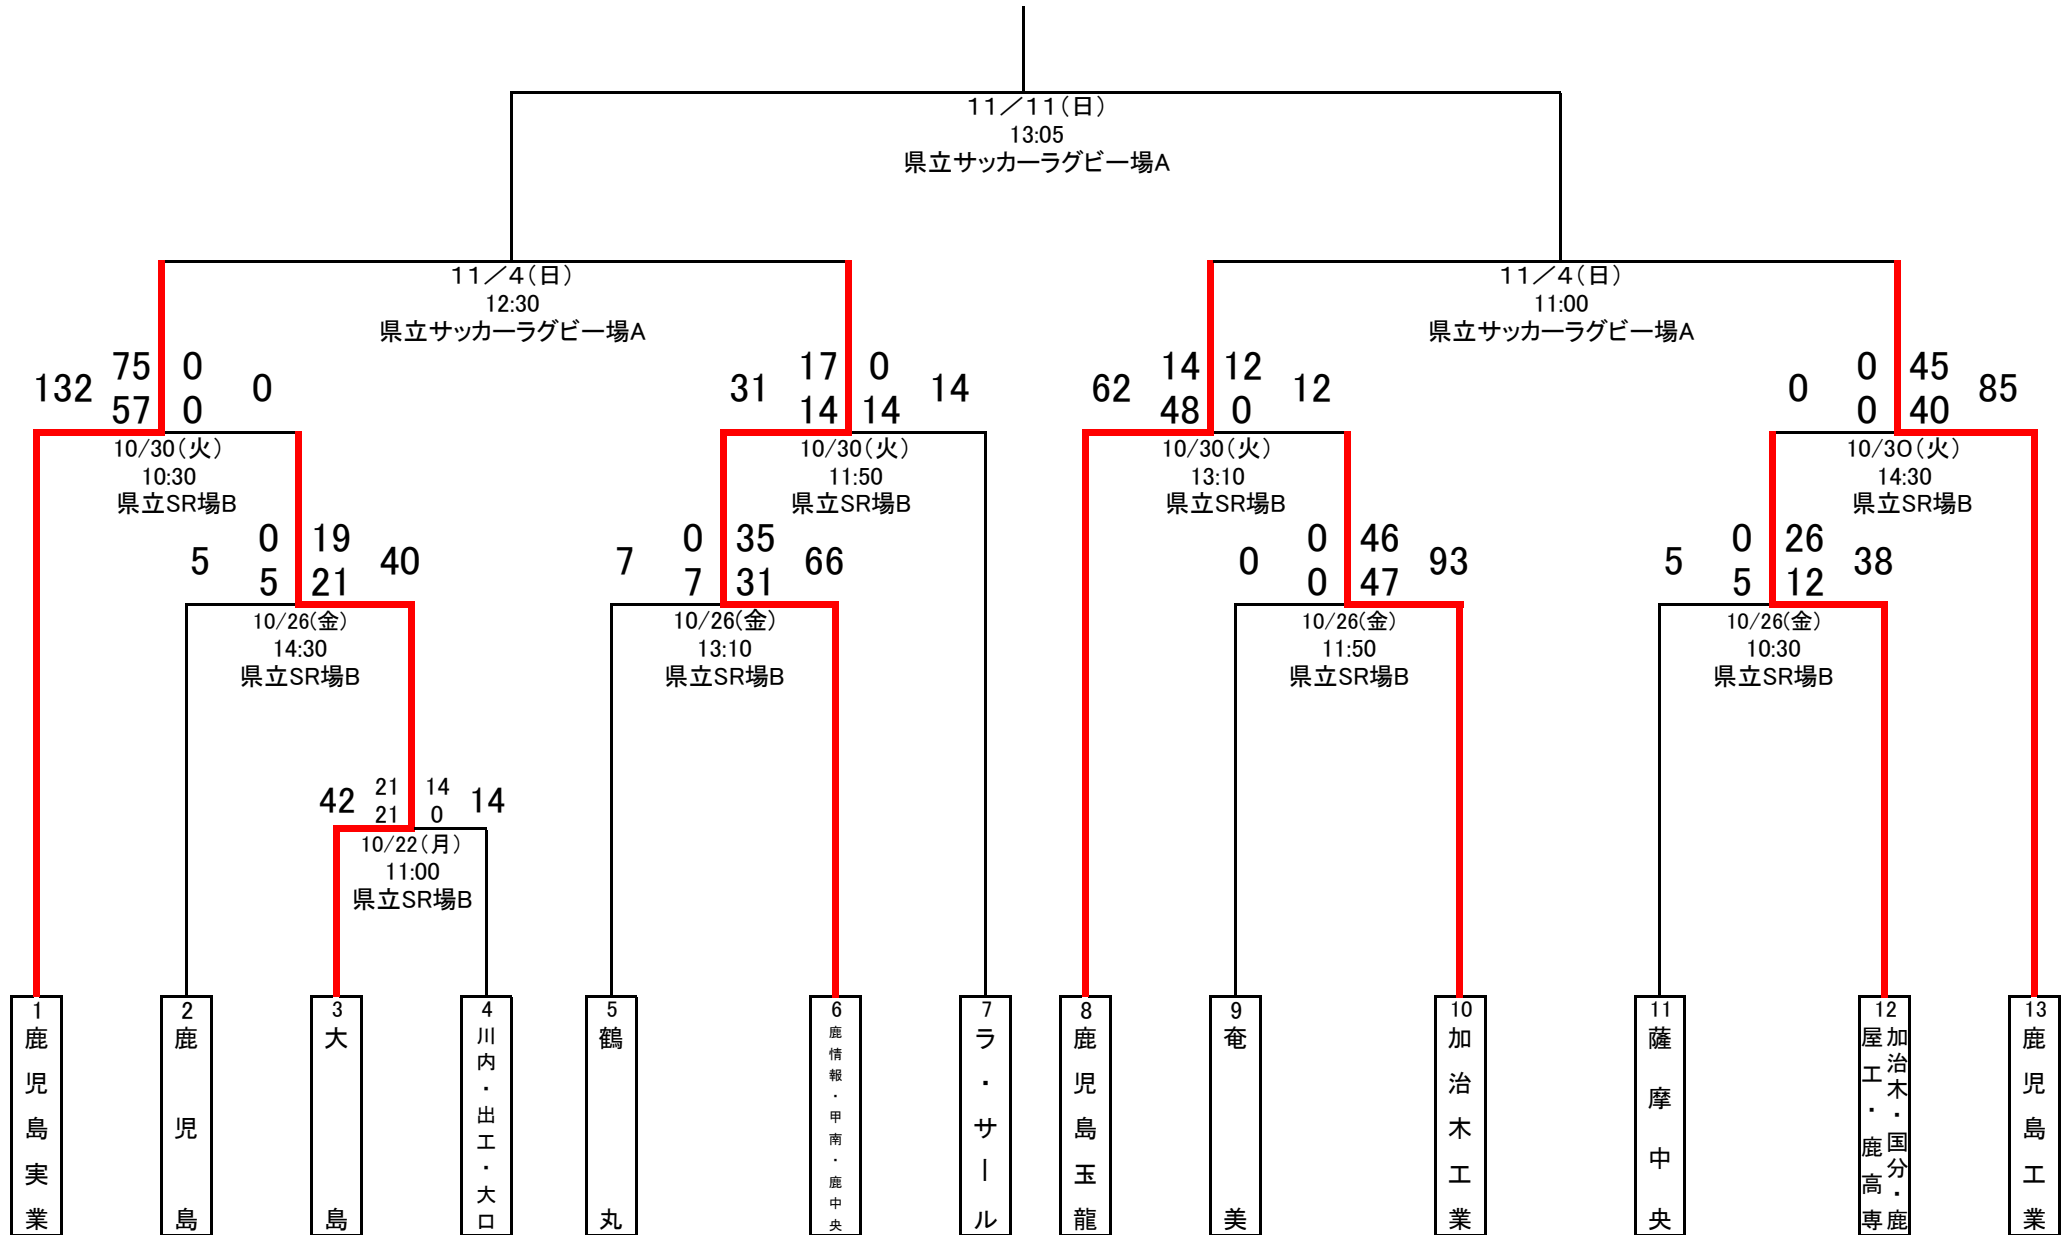 11／11(日)
13:05
県立サッカーラグビー場A
11／4(日)
12:30
県立サッカーラグビー場A
11／4(日)
11:00
県立サッカーラグビー場A
132 75 0 0
57 0
31 17 0 14
14 14
62 14 12 12
48 0
0 0 45 85
0 40
10/30(火)
10:30
県立SR場B
10/30(火)
11:50
県立SR場B
10/30(火)
13:10
県立SR場B
10/30(火)
14:30
県立SR場B
5 0 19 40
5 21
7 0 35 66
7 31
0 0 46 93
0 47
5 0 26 38
5 12
10/26(金)
14:30
県立SR場B
10/26(金)
13:10
県立SR場B
10/26(金)
11:50
県立SR場B
10/26(金)
10:30
県立SR場B
42 21 14 14
21 0
10/22(月)
11:00
県立SR場B
1
鹿児島実業
2
鹿児島
3
大島
4
川内・出工・大口
5
鶴丸
6
鹿情報・甲南・鹿中央
7
ラ・サール
8
鹿児島玉龍
9
奄美
10
加治木工業
11
薩摩中央
12
加治木・国分・鹿
屋工・鹿高専
13
鹿児島工業